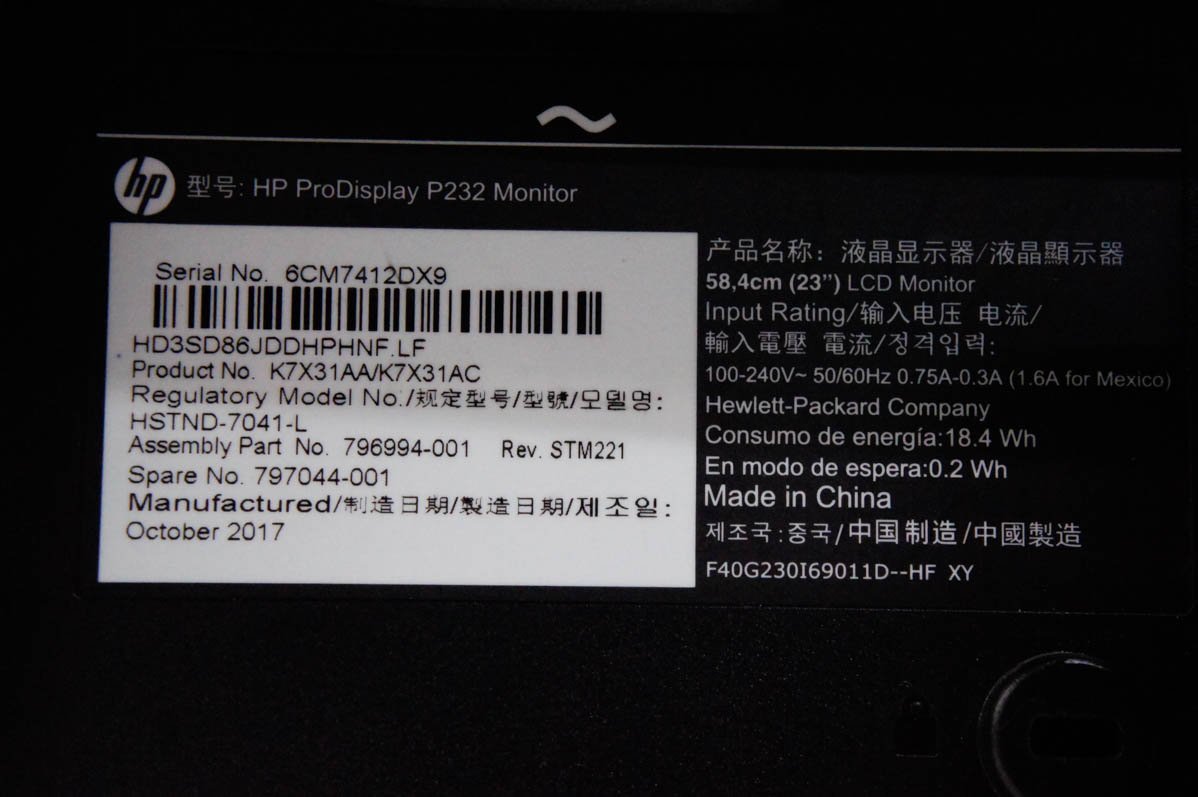 ~
hp 型号: HP ProDisplay P232 Monitor
Serial No. 6CM7412DX9
HD3SD86JDDHPHNF.LF
Product No. K7X31AA/K7X31AC
Regulatory Model No./规定型号/型號/모델명:
HSTND-7041-L
Assembly Part No. 796994-001 Rev. STM221
Spare No. 797044-001
Manufactured/制造日期/製造日期/제조일:
October 2017
产品名称: 液晶显示器/液晶顯示器
58,4cm (23”) LCD Monitor
Input Rating/输入电压 电流/
輸入電壓 電流/정격입력:
100-240V~ 50/60Hz 0.75A-0.3A (1.6A for Mexico)
Hewlett-Packard Company
Consumo de energía:18.4 Wh
En modo de espera:0.2 Wh
Made in China
제조국:중국/中国制造/中國製造
F40G230I69011D--HF XY